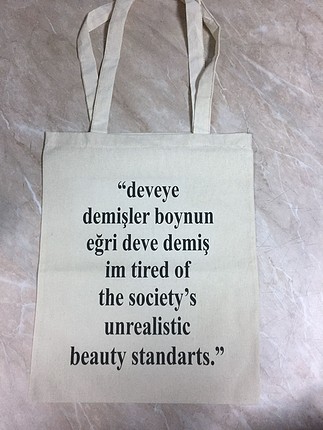 “deveye
demişler boynun
eğri deve demiş
im tired of
the society’s
unrealistic
beauty standarts.”